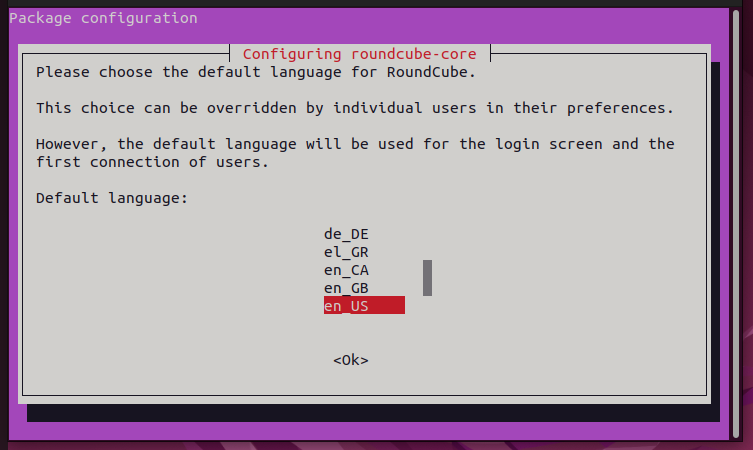 Package configuration
Configuring roundcube-core
Please choose the default language for RoundCube.
This choice can be overridden by individual users in their preferences.
However, the default language will be used for the login screen and the
first connection of users.
Default language:
de_DE
el_GR
en_CA
en_GB
en_US
<Ok>